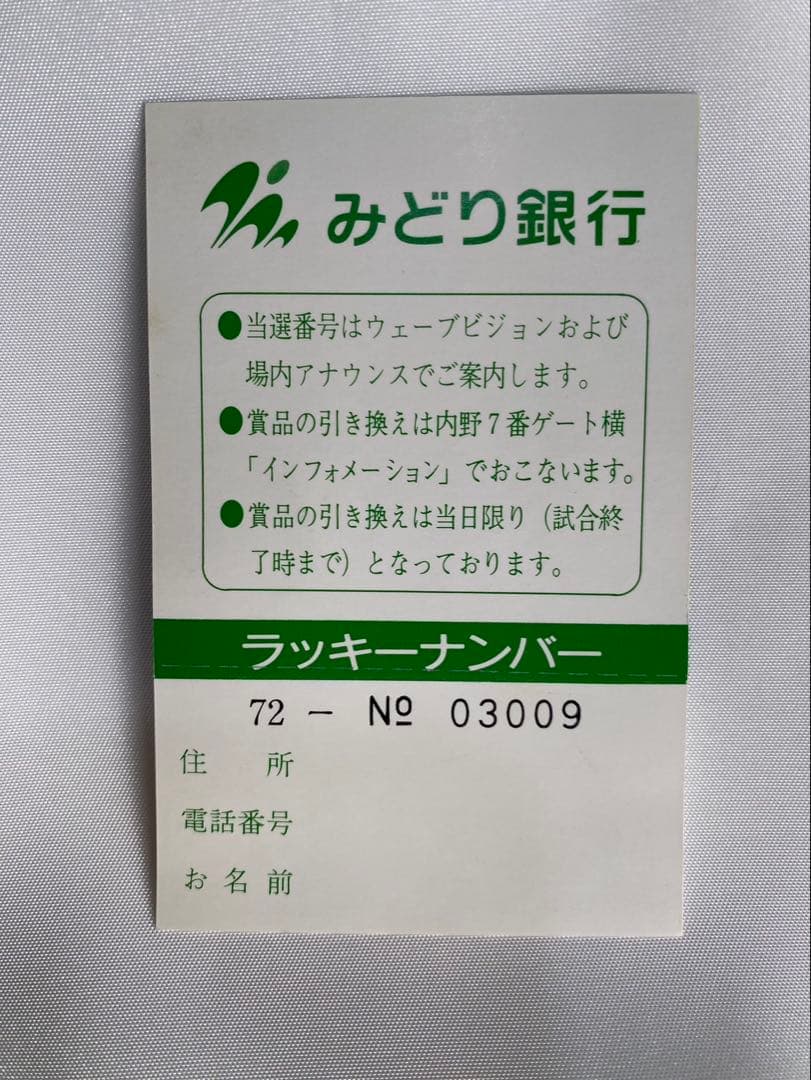 みどり銀行
●当選番号はウェーブビジョンおよび
場内アナウンスでご案内します。
●賞品の引き換えは内野7番ゲート横
「インフォメーション」でおこないます。
●賞品の引き換えは当日限り（試合終
了時まで）となっております。
ラッキーナンバー
72 － № 03009
住　所
電話番号
お名前